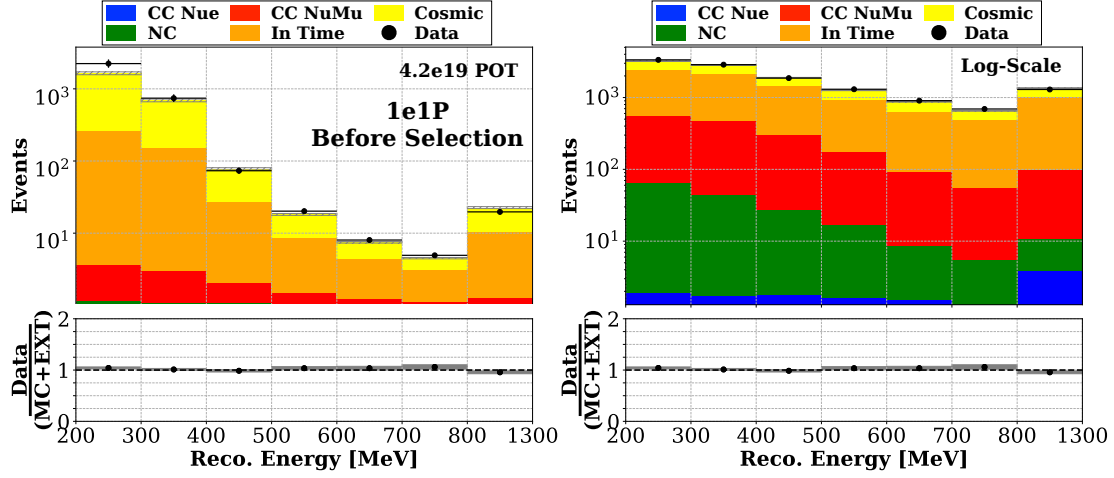 CC Nue CC NuMu Cosmic
NC In Time Data
4.2e19 POT
1e1P
Before Selection
Events
10^3
10^2
10^1
Data
(MC+EXT)
2
1
0
200 300 400 500 600 700 800 1300
Reco. Energy [MeV]
CC Nue CC NuMu Cosmic
NC In Time Data
Log-Scale
Events
10^3
10^2
10^1
Data
(MC+EXT)
2
1
0
200 300 400 500 600 700 800 1300
Reco. Energy [MeV]